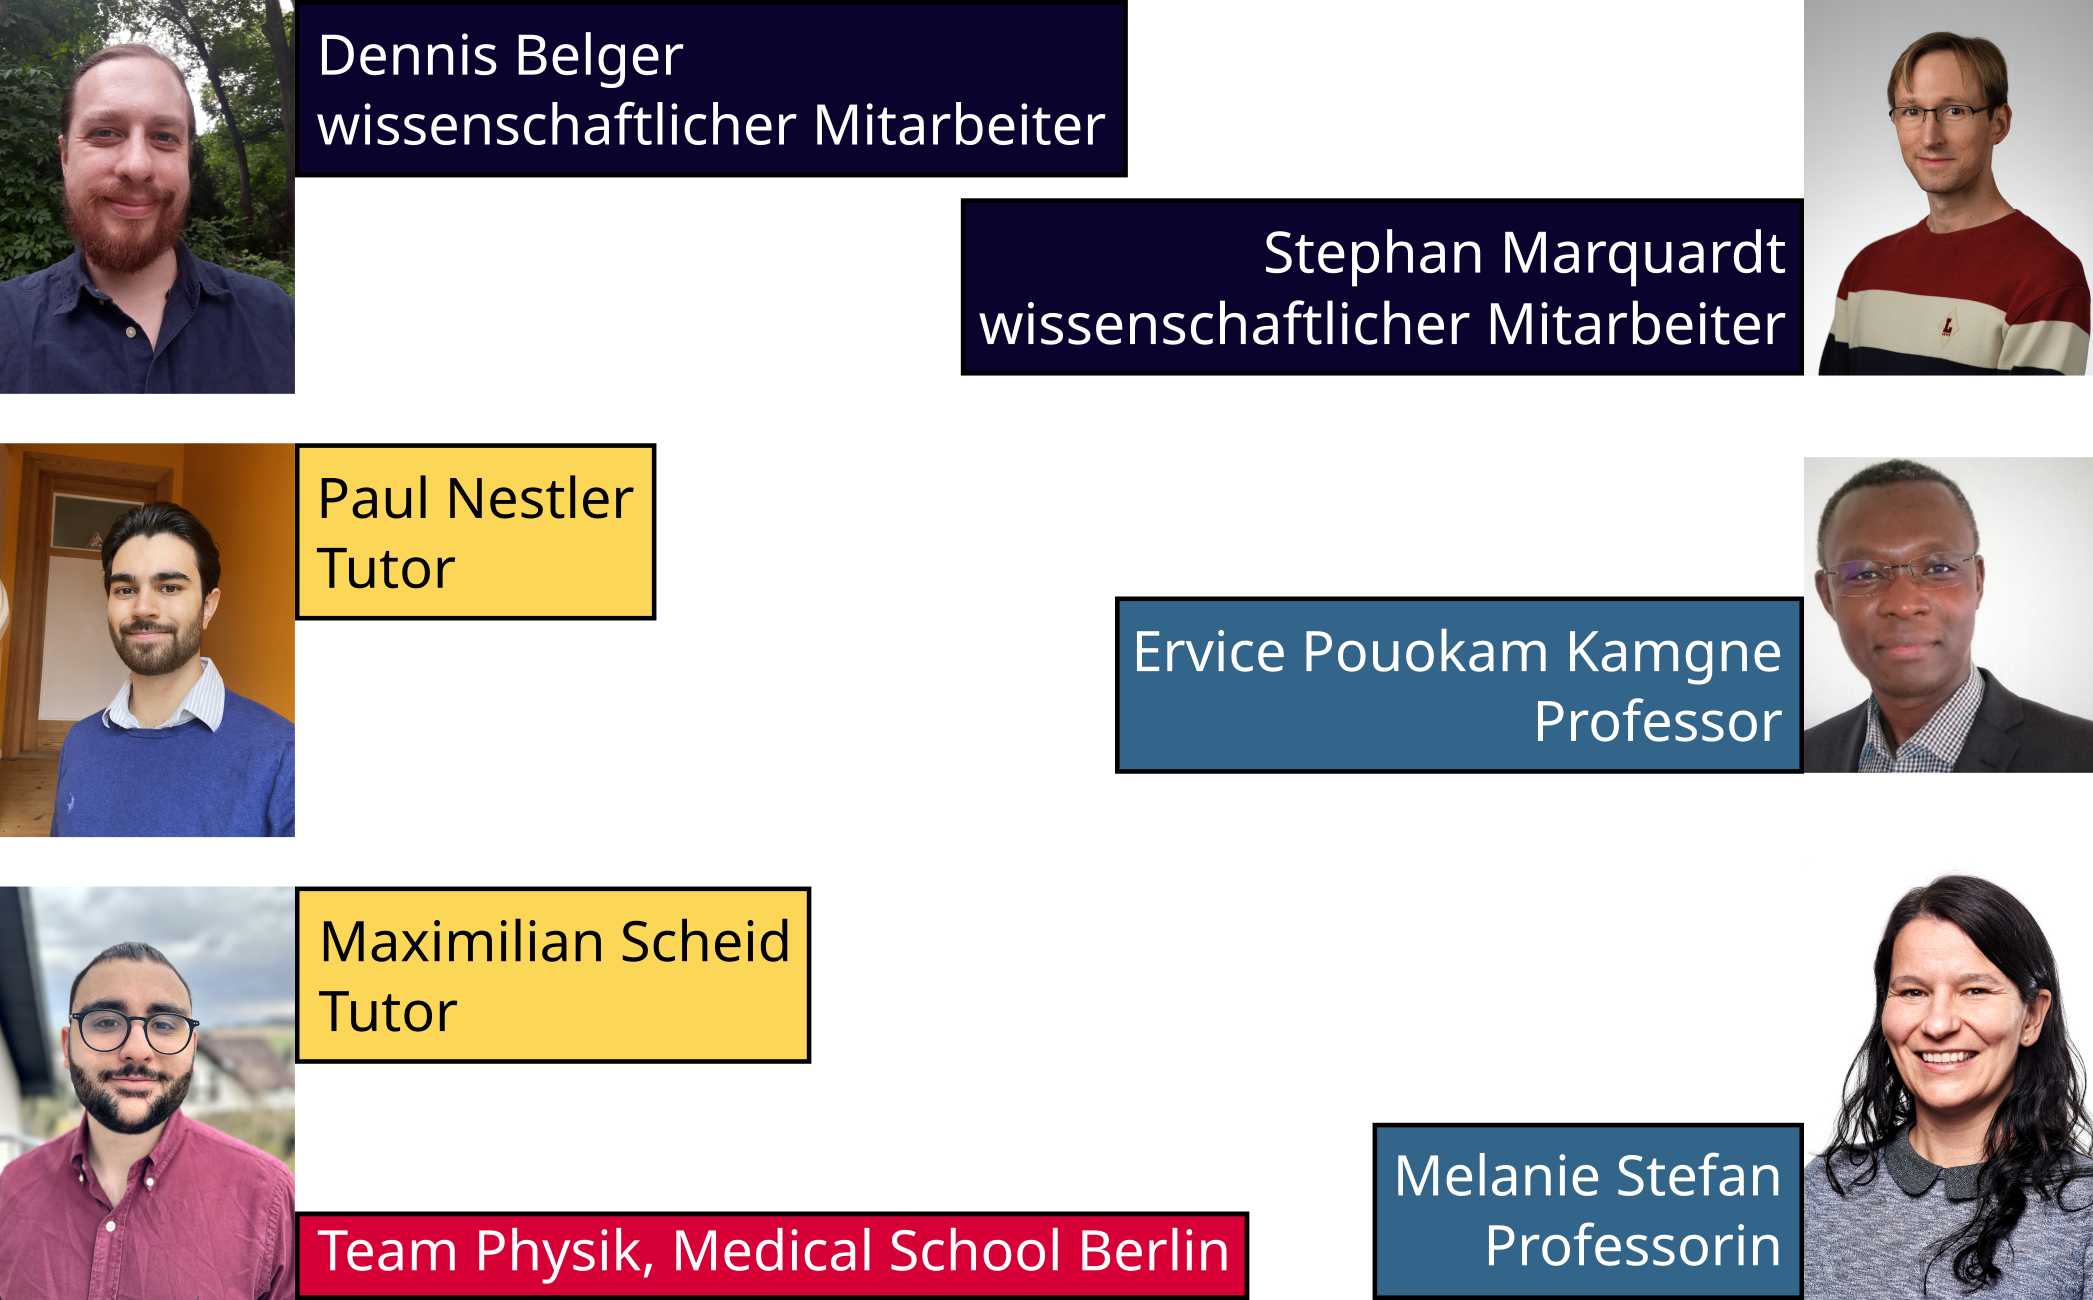 Dennis Belger
wissenschaftlicher Mitarbeiter
Stephan Marquardt
wissenschaftlicher Mitarbeiter
Paul Nestler
Tutor
Ervice Pouokam Kamgne
Professor
Maximilian Scheid
Tutor
Melanie Stefan
Professorin
Team Physik, Medical School Berlin